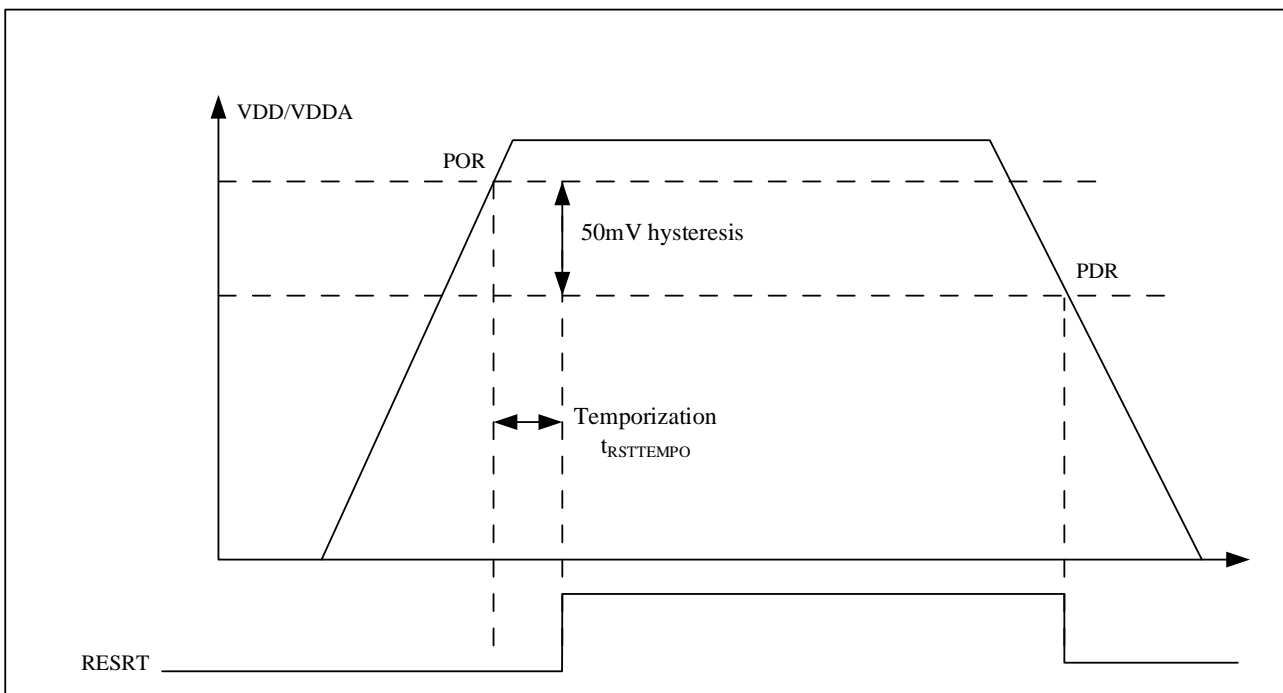 VDD/VDDA
POR
50mV hysteresis
PDR
Temporization
tRSTTEMPO
RESRT